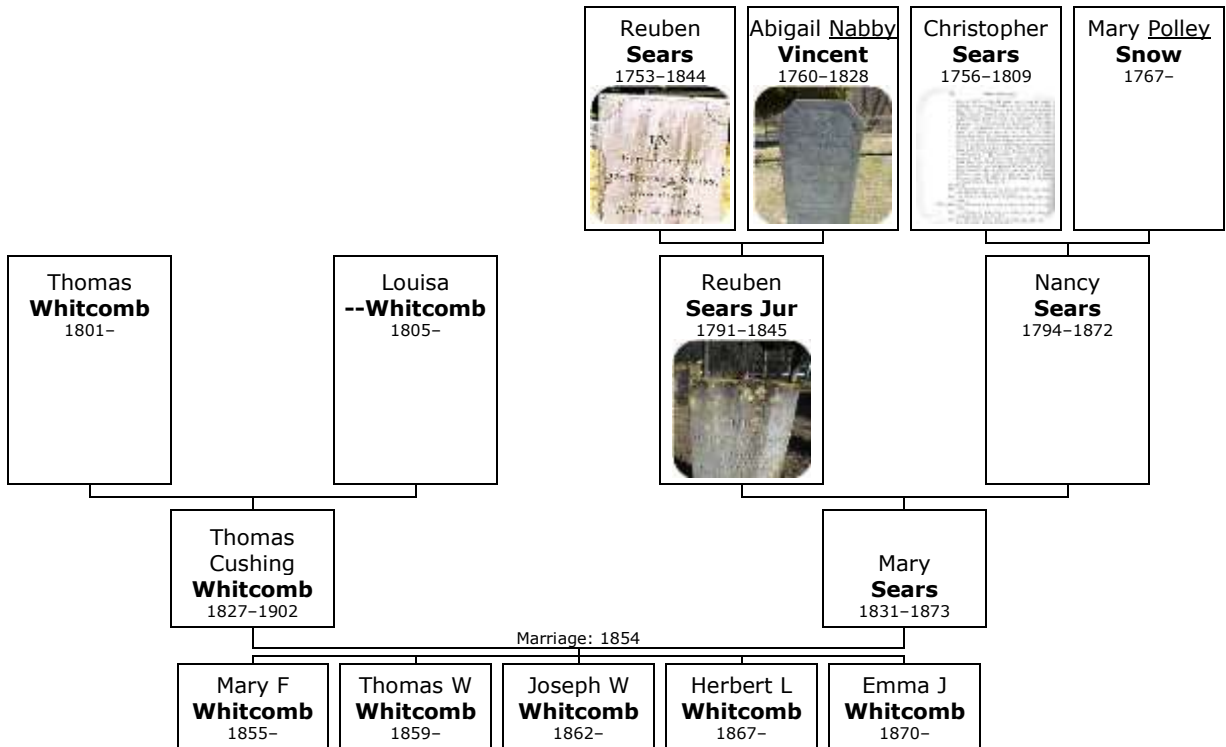 Reuben
Sears
1753–1844
Abigail Nabby
Vincent
1760–1828
Christopher
Sears
1756–1809
Mary Polley
Snow
1767–
Thomas
Whitcomb
1801–
Louisa
--Whitcomb
1805–
Reuben
Sears Jur
1791–1845
Nancy
Sears
1794–1872
Thomas
Cushing
Whitcomb
1827–1902
Mary
Sears
1831–1873
Marriage: 1854
Mary F
Whitcomb
1855–
Thomas W
Whitcomb
1859–
Joseph W
Whitcomb
1862–
Herbert L
Whitcomb
1867–
Emma J
Whitcomb
1870–